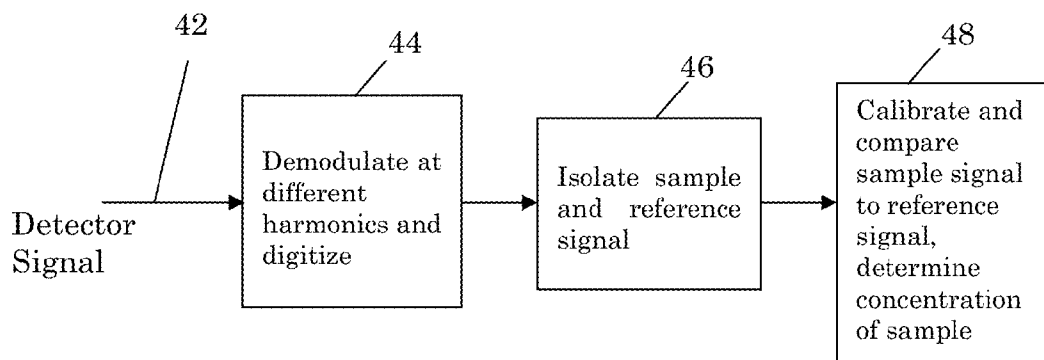 42
44
46
48
Detector
Signal
Demodulate at
different
harmonics and
digitize
Isolate sample
and reference
signal
Calibrate and
compare
sample signal
to reference
signal,
determine
concentration
of sample